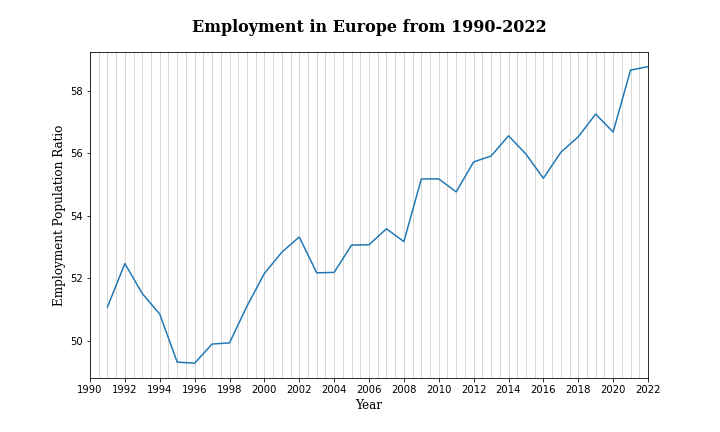 Employment in Europe from 1990-2022
Employment Population Ratio
58
56
54
52
50
1990 1992 1994 1996 1998 2000 2002 2004 2006 2008 2010 2012 2014 2016 2018 2020 2022
Year